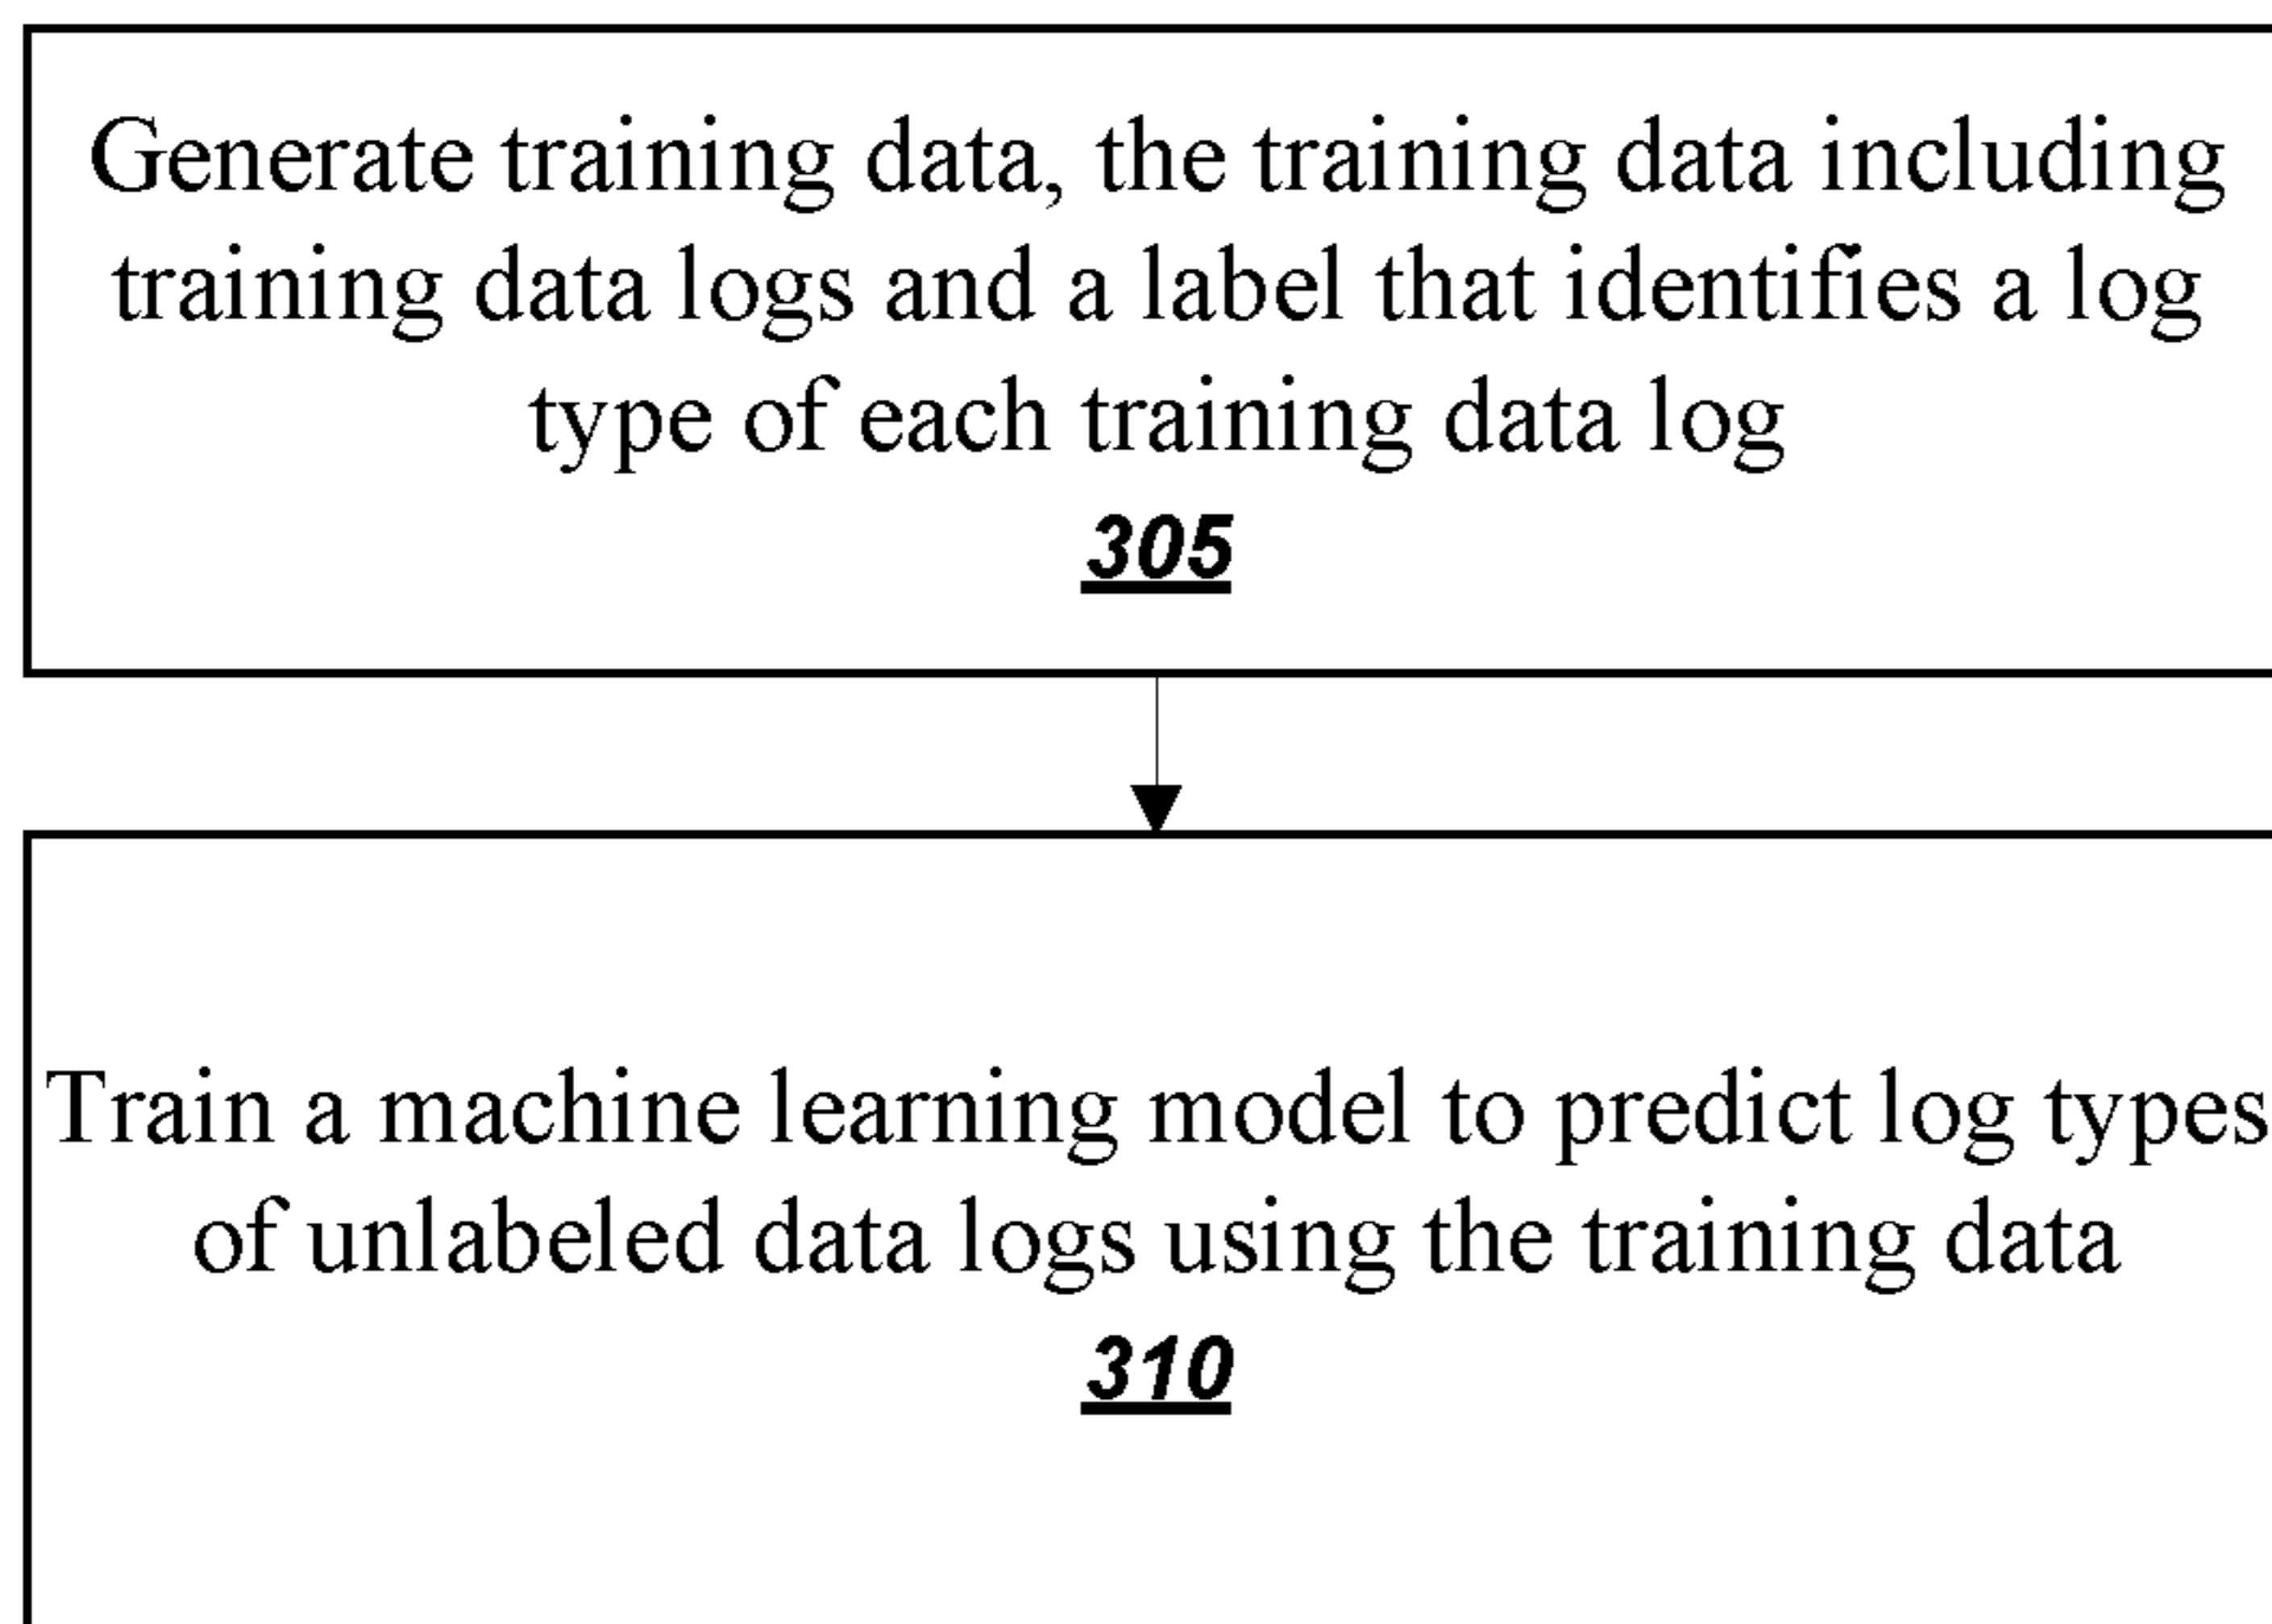 Generate training data, the training data including
training data logs and a label that identifies a log
type of each training data log
305
Train a machine learning model to predict log types
of unlabeled data logs using the training data
310